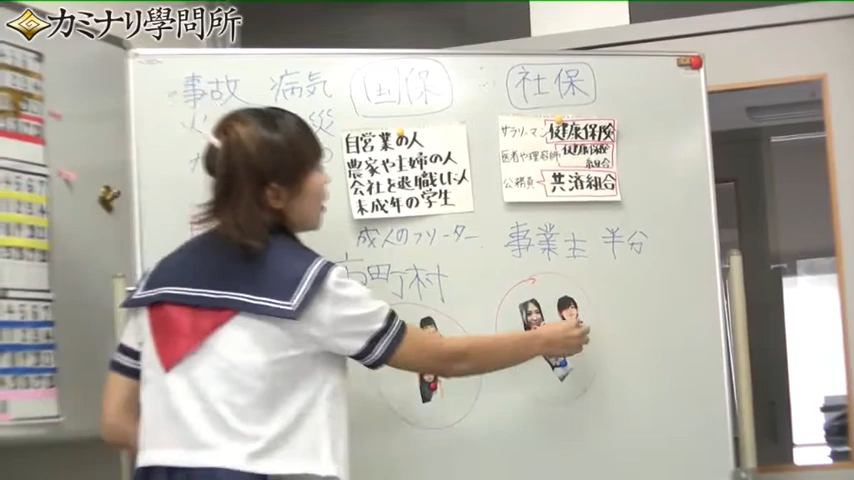 カミナリ學問所
事故 病気
国保
社保
災
自営業の人
農家や主婦の人
会社を退職した人
未成年の学生
サラリーマン 健康保険
医者や理容師 健康保険
組合
公務員 共済組合
成人のフリーター
事業主 半分
町村